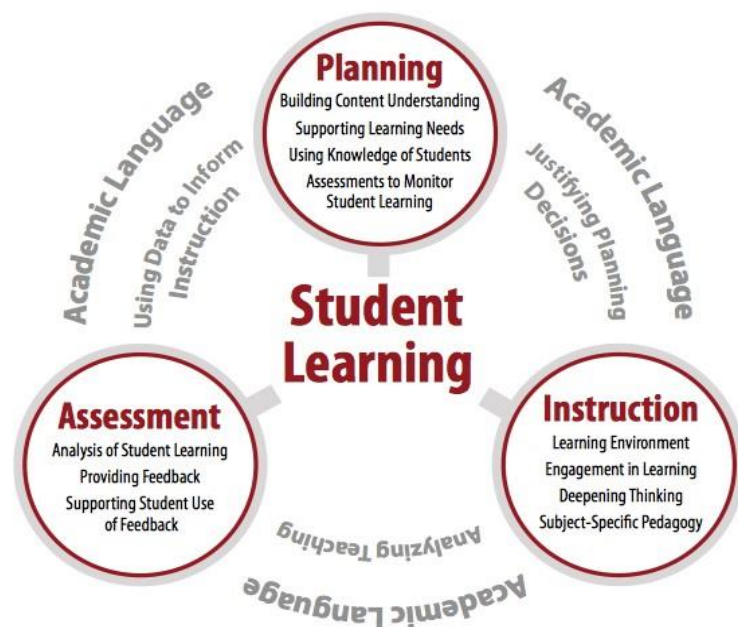 Planning
Building Content Understanding
Supporting Learning Needs
Using Knowledge of Students
Assessments to Monitor
Student Learning
Academic Language
Using Data to Inform
Instruction
Academic Language
Justifying Planning
Decisions
Student
Learning
Assessment
Analysis of Student Learning
Providing Feedback
Supporting Student Use
of Feedback
Instruction
Learning Environment
Engagement in Learning
Deepening Thinking
Subject-Specific Pedagogy
Analyzing Teaching
Academic Language